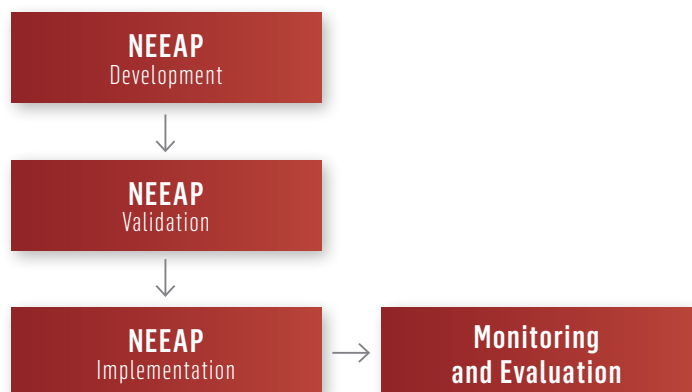 NEEAP
Development
NEEAP
Validation
NEEAP
Implementation
Monitoring
and Evaluation